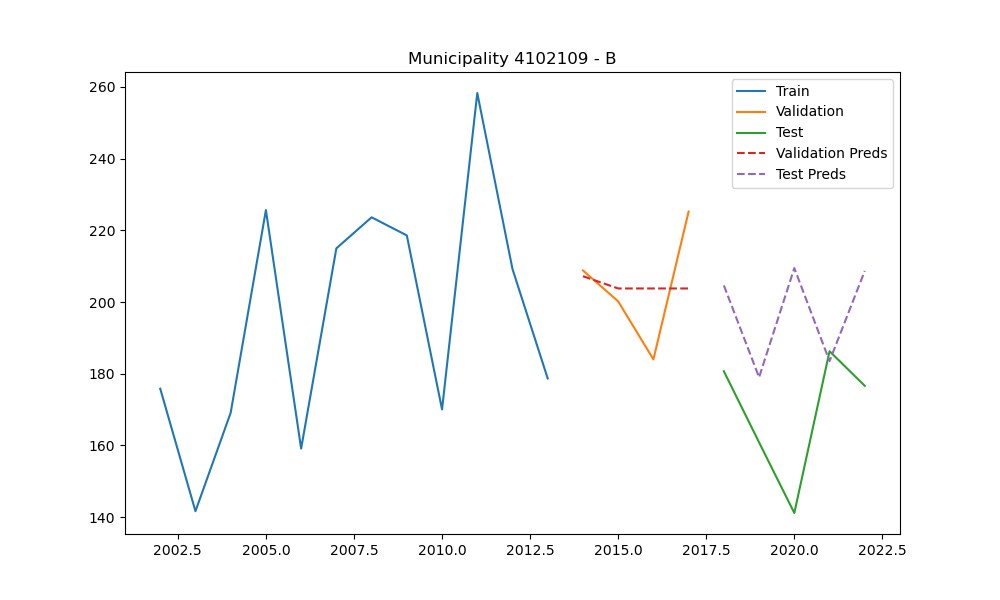 Municipality 4102109 - B
260
240
220
200
180
160
140
2002.5 2005.0 2007.5 2010.0 2012.5 2015.0 2017.5 2020.0 2022.5
Train
Validation
Test
Validation Preds
Test Preds